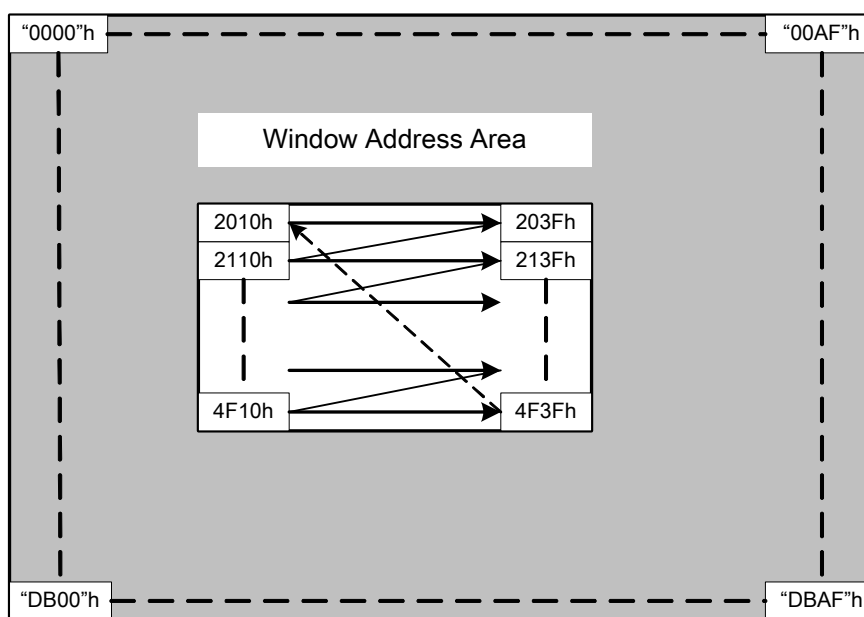 “0000”h “00AF”h
Window Address Area
2010h 203Fh
2110h 213Fh
4F10h 4F3Fh
“DB00”h “DBAF”h